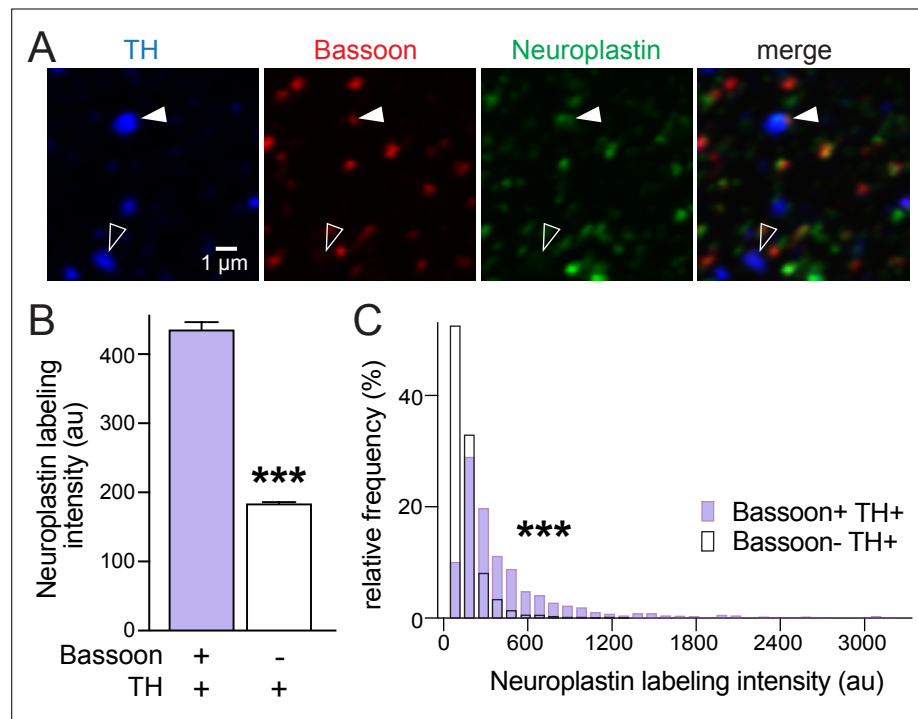 A
TH Bassoon Neuroplastin merge
1 µm
B
Neuroplastin labeling
intensity (au)
400
300
200
100
0
***
Bassoon + -
TH + +
C
relative frequency (%)
40
20
0
***
Bassoon+ TH+
Bassoon- TH+
0 600 1200 1800 2400 3000
Neuroplastin labeling intensity (au)